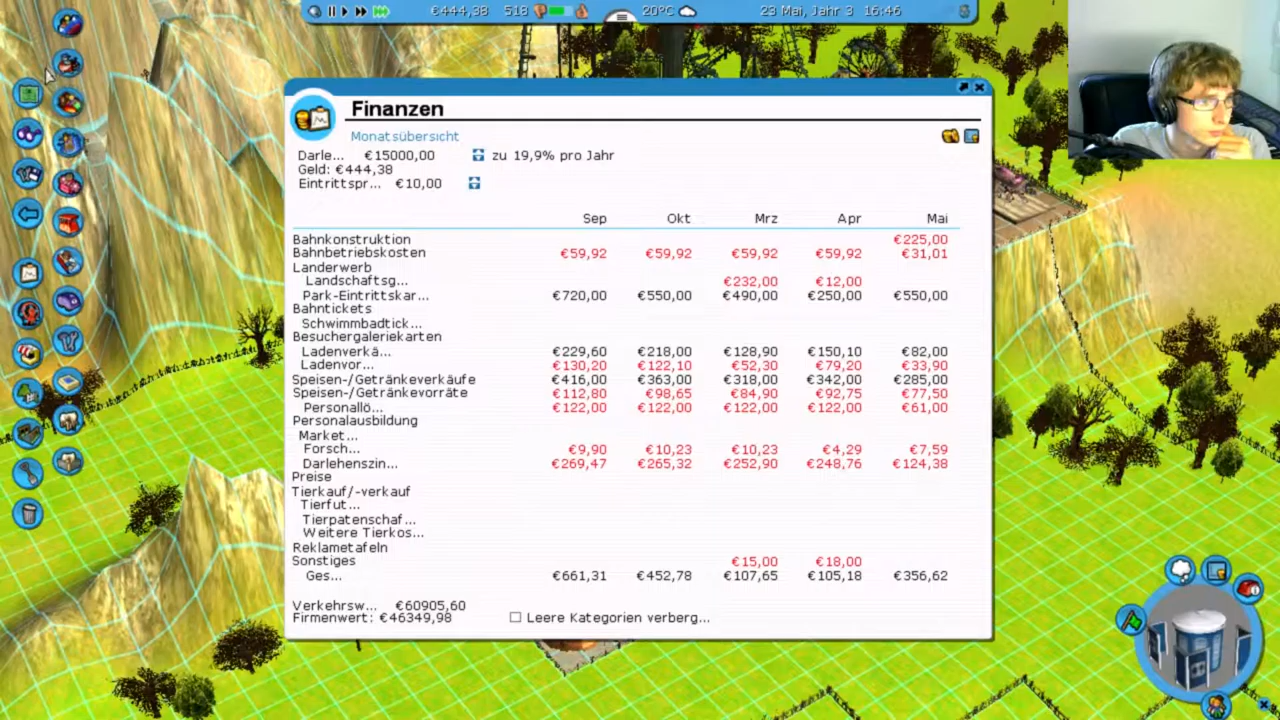 €444,38 518 20°C 23 Mai, Jahr 3 16:46
Finanzen
Monatsübersicht
Darle... €15000,00 zu 19,9% pro Jahr
Geld: €444,38
Eintrittspr... €10,00
Sep Okt Mrz Apr Mai
Bahnkonstruktion €225,00
Bahnbetriebskosten €59,92 €59,92 €59,92 €59,92 €31,01
Landerwerb
Landschaftsg... €232,00 €12,00
Park-Eintrittskar... €720,00 €550,00 €490,00 €250,00 €550,00
Bahntickets
Schwimmbadtick...
Besuchergaleriekarten
Ladenverkä... €229,60 €218,00 €128,90 €150,10 €82,00
Ladenvor... €130,20 €122,10 €52,30 €79,20 €33,90
Speisen-/Getränkeverkäufe €416,00 €363,00 €318,00 €342,00 €285,00
Speisen-/Getränkevorräte €112,80 €98,65 €84,90 €92,75 €77,50
Personallö... €122,00 €122,00 €122,00 €122,00 €61,00
Personalausbildung
Market...
Forsch... €9,90 €10,23 €10,23 €4,29 €7,59
Darlehenszin... €269,47 €265,32 €252,90 €248,76 €124,38
Preise
Tierkauf/-verkauf
Tierfut...
Tierpatenschaf...
Weitere Tierkos...
Reklametafeln
Sonstiges €15,00 €18,00
Ges... €661,31 €452,78 €107,65 €105,18 €356,62
Verkehrsw... €60905,60
Firmenwert: €46349,98
Leere Kategorien verberg...